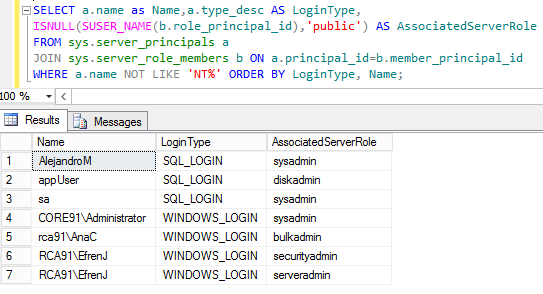 SELECT a.name as Name,a.type_desc AS LoginType,
ISNULL(SUSER_NAME(b.role_principal_id),'public') AS AssociatedServerRole
FROM sys.server_principals a
JOIN sys.server_role_members b ON a.principal_id=b.member_principal_id
WHERE a.name NOT LIKE 'NT%' ORDER BY LoginType, Name;
100 %
Results Messages
Name LoginType AssociatedServerRole
1 AlejandroM SQL_LOGIN sysadmin
2 appUser SQL_LOGIN diskadmin
3 sa SQL_LOGIN sysadmin
4 CORE91\Administrator WINDOWS_LOGIN sysadmin
5 rca91\AnaC WINDOWS_LOGIN bulkadmin
6 RCA91\EfrenJ WINDOWS_LOGIN securityadmin
7 RCA91\EfrenJ WINDOWS_LOGIN serveradmin